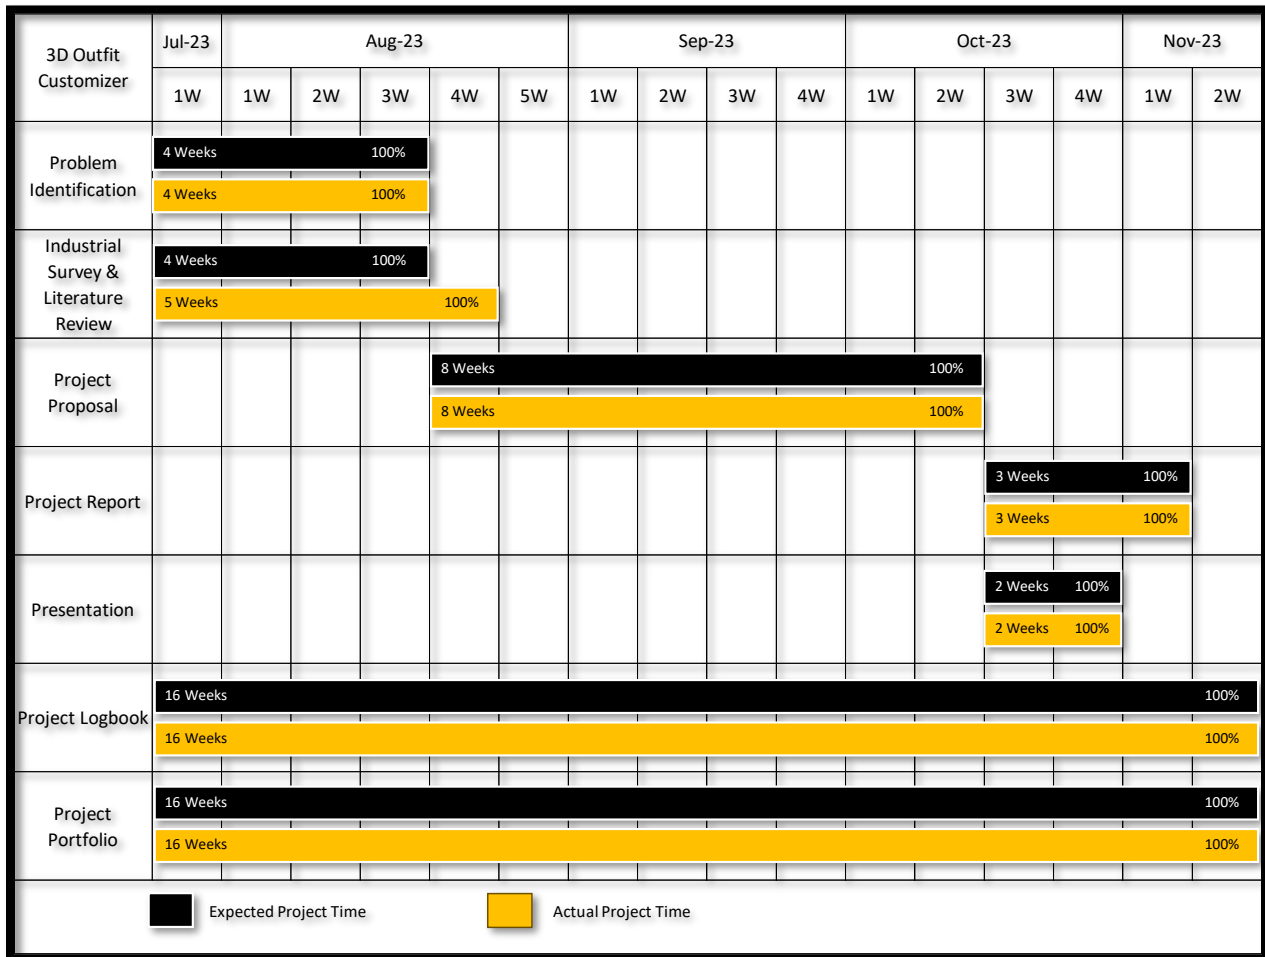 3D Outfit
Customizer
Jul-23 Aug-23 Sep-23 Oct-23 Nov-23
1W 1W 2W 3W 4W 5W 1W 2W 3W 4W 1W 2W 3W 4W 1W 2W
Problem
Identification
4 Weeks 100%
4 Weeks 100%
Industrial
Survey &
Literature
Review
4 Weeks 100%
5 Weeks 100%
Project
Proposal
8 Weeks 100%
8 Weeks 100%
Project Report
3 Weeks 100%
3 Weeks 100%
Presentation
2 Weeks 100%
2 Weeks 100%
Project Logbook
16 Weeks 100%
16 Weeks 100%
Project
Portfolio
16 Weeks 100%
16 Weeks 100%
Expected Project Time Actual Project Time